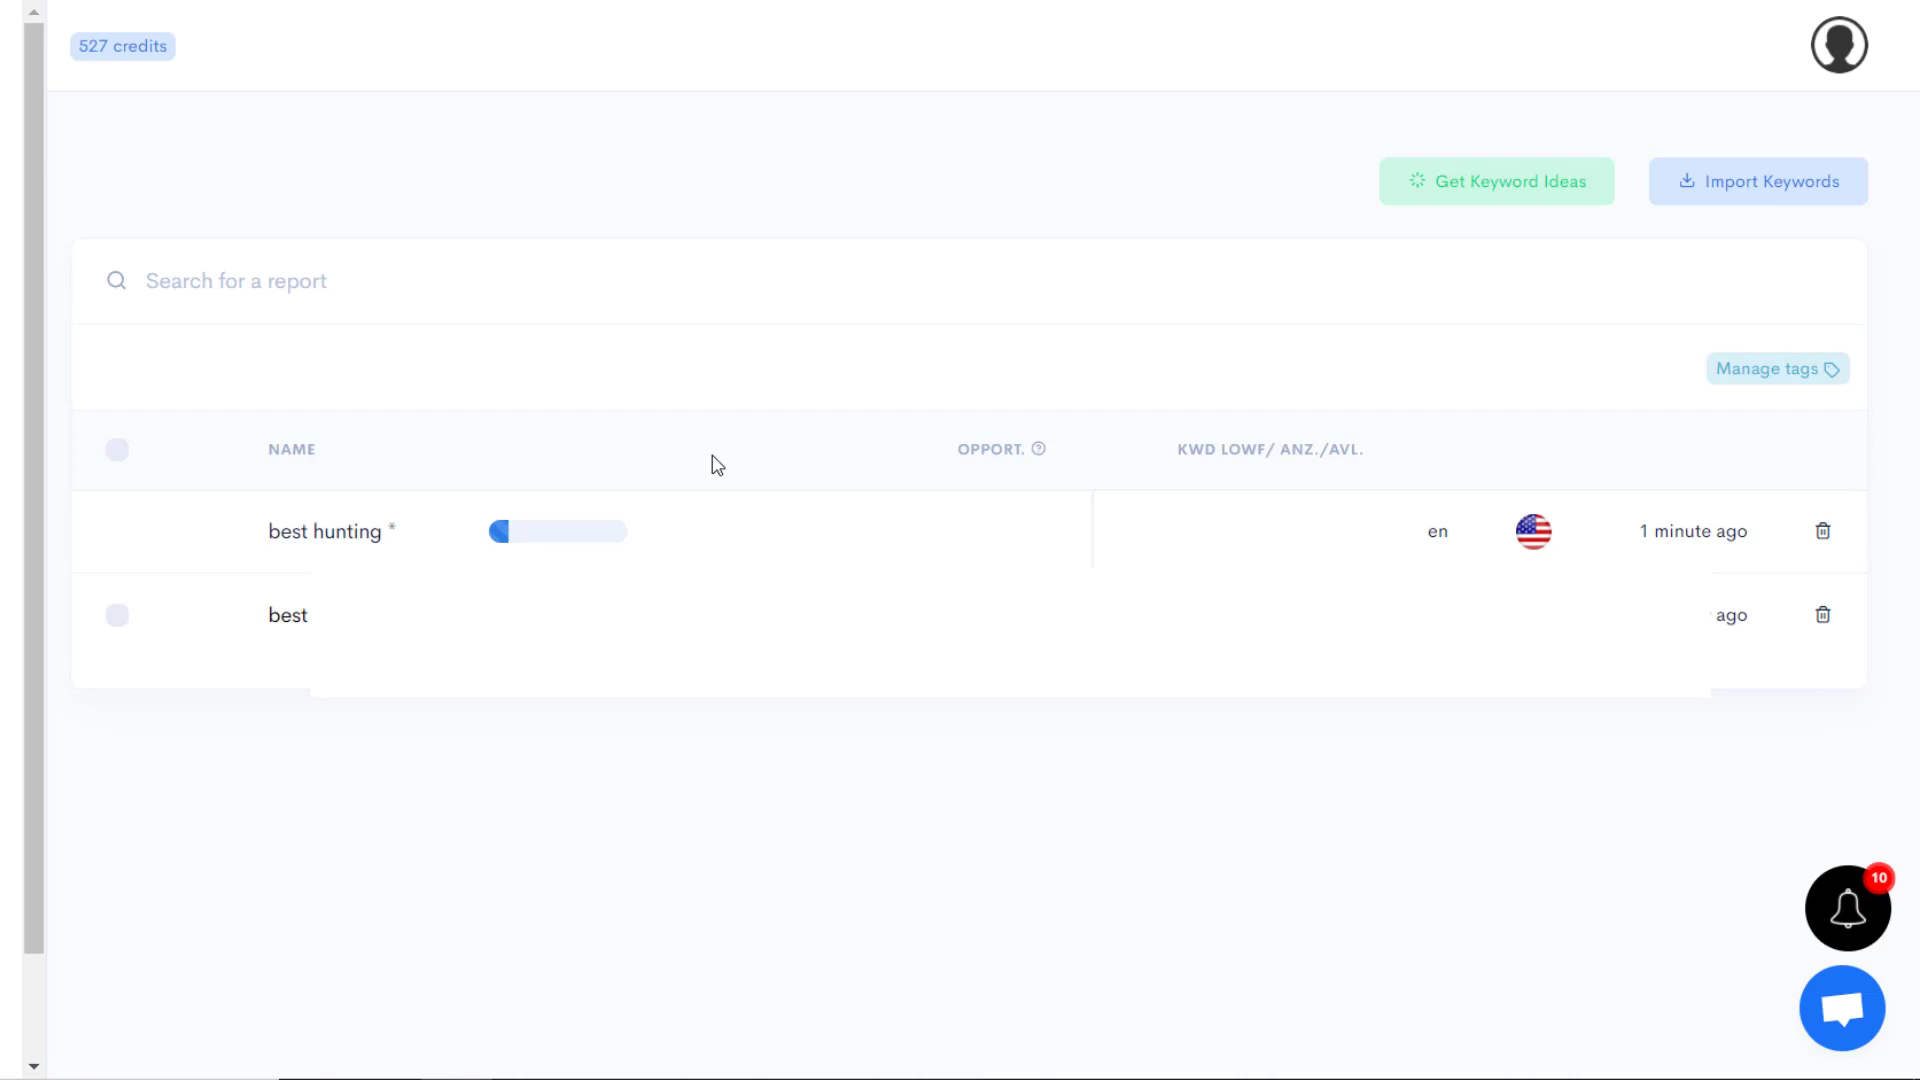 527 credits
Get Keyword Ideas
Import Keywords
Search for a report
Manage tags
NAME OPPORT. KWD LOWF/ ANZ./AVL.
best hunting * en 1 minute ago
best ago
10